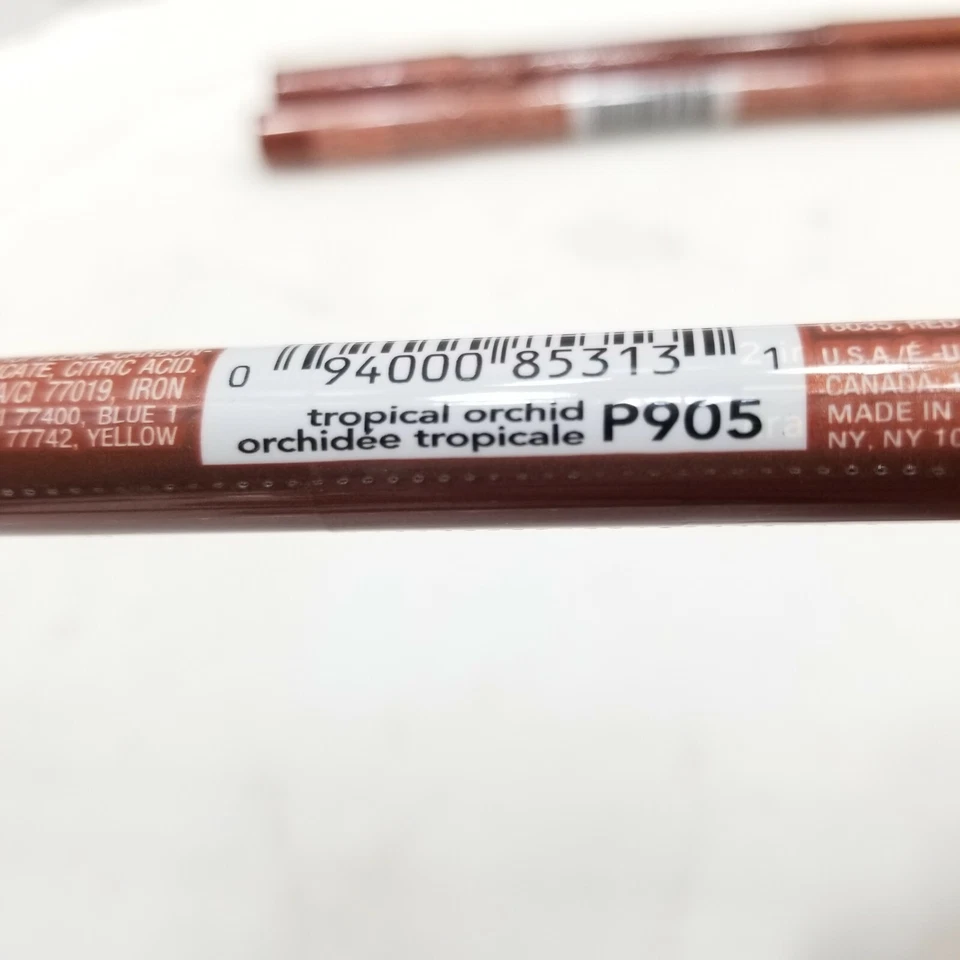 CATE, CITRIC ACID.
A/CI 77019, IRON
77400, BLUE 1
77742, YELLOW
0 94000 85313 1
tropical orchid
orchidée tropicale P905
U.S.A./É.-U
CANADA
MADE IN
NY, NY 10